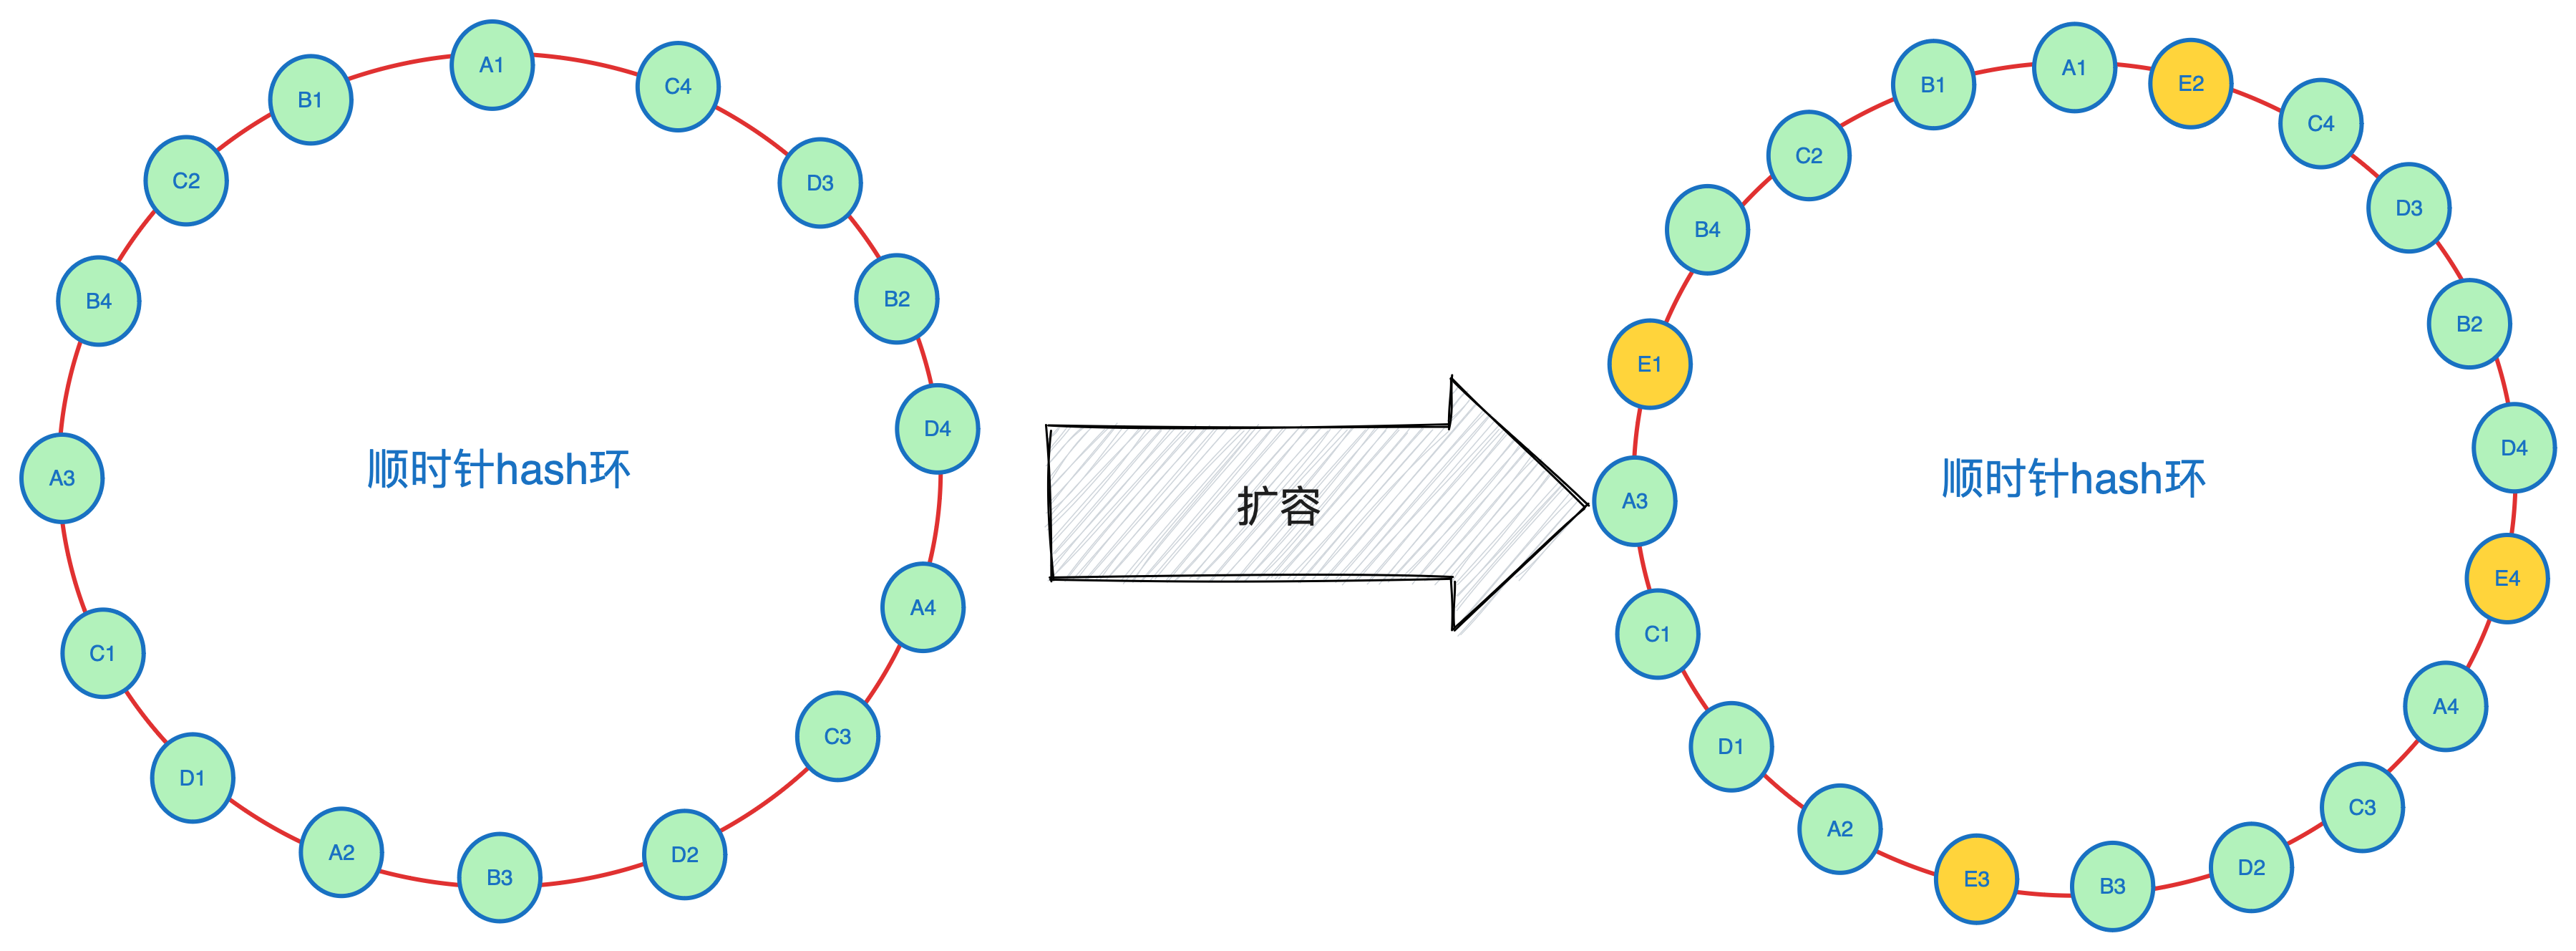 A1
C4
D3
B2
D4
A4
C3
D2
B3
A2
D1
C1
A3
B4
C2
B1
顺时针hash环
扩容
A1
E2
C4
D3
B2
D4
E4
A4
C3
D2
B3
E3
A2
D1
C1
A3
E1
B4
C2
B1
顺时针hash环